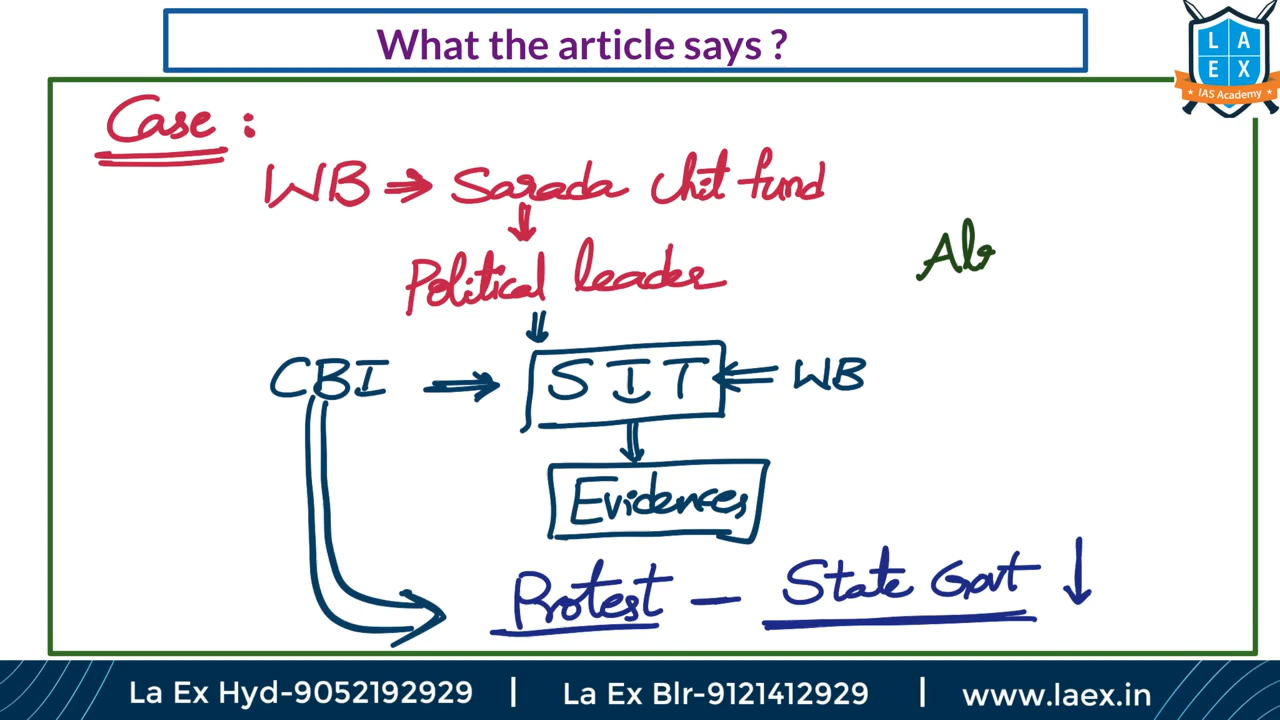 What the article says ?
L A
E X
IAS Academy
Case :
WB ⇒ Sarada Chit fund
Political leader
CBI → SIT ← WB
Evidences
Protest — State Govt ↓
La Ex Hyd-9052192929 | La Ex Blr-9121412929 | www.laex.in